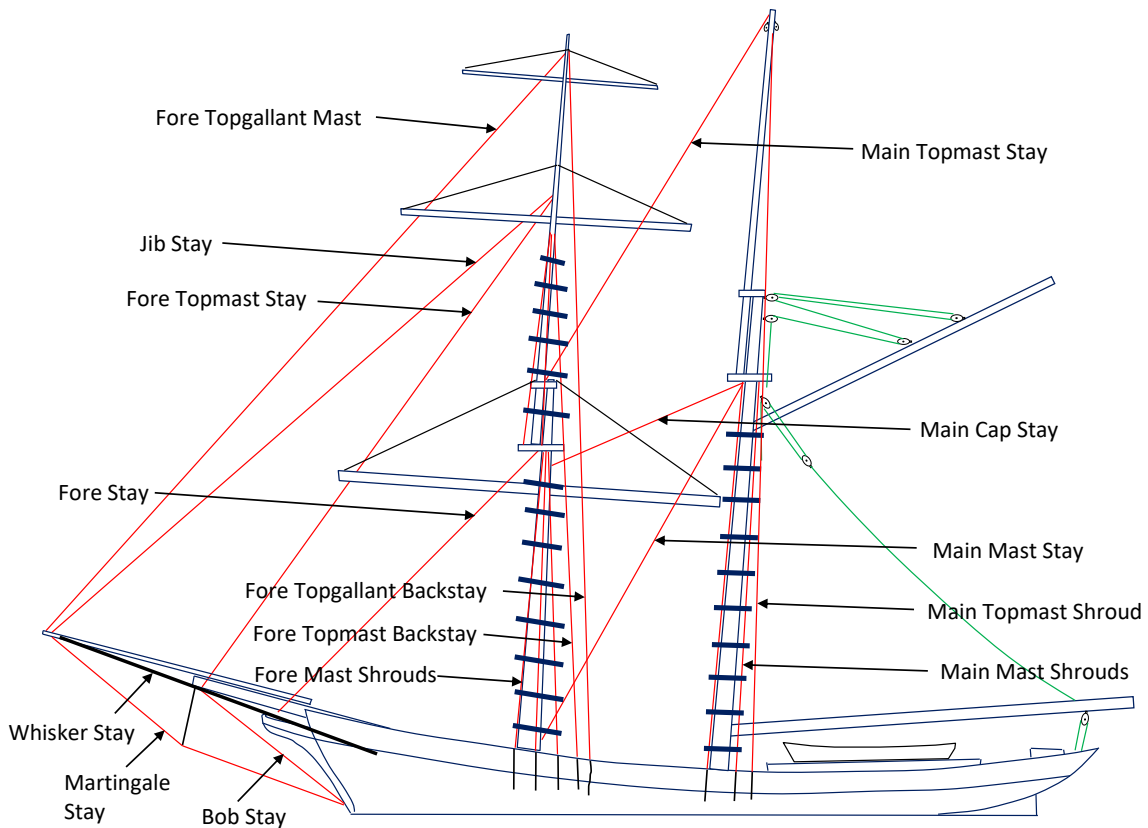 Fore Topgallant Mast
Main Topmast Stay
Jib Stay
Fore Topmast Stay
Main Cap Stay
Fore Stay
Main Mast Stay
Fore Topgallant Backstay
Main Topmast Shroud
Fore Topmast Backstay
Fore Mast Shrouds
Main Mast Shrouds
Whisker Stay
Martingale
Stay
Bob Stay